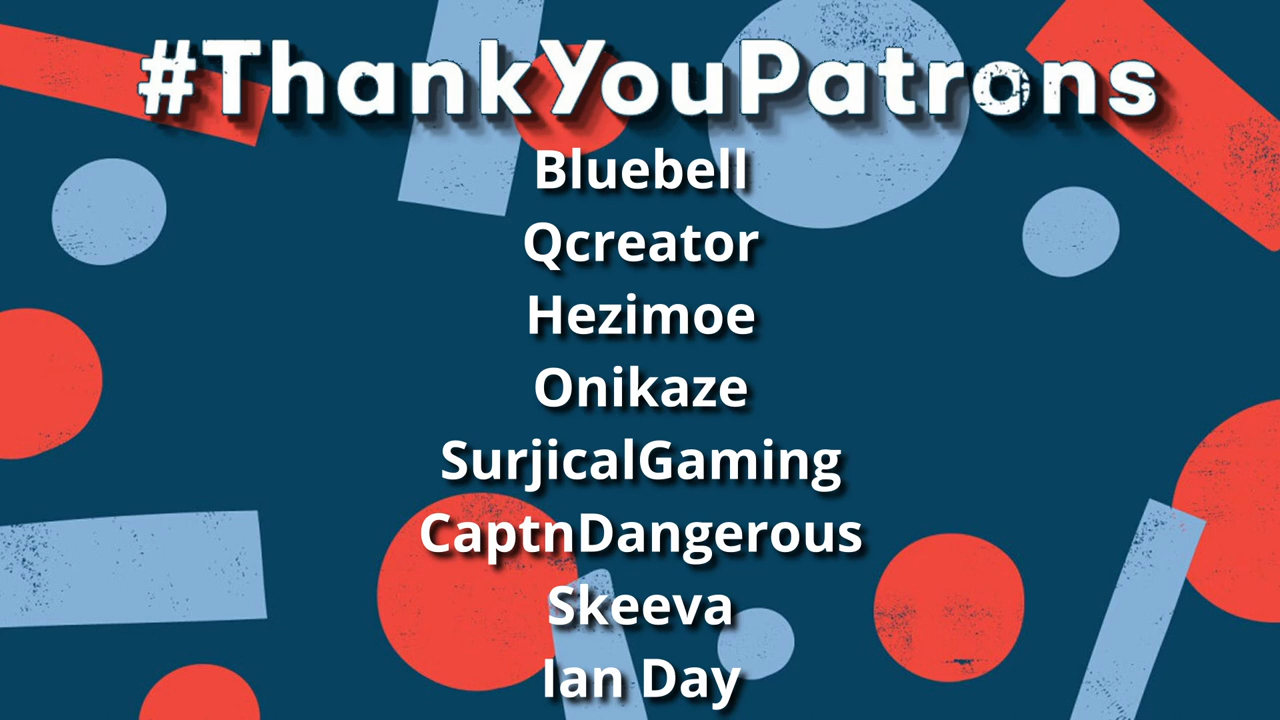 #ThankYouPatrons
Bluebell
Qcreator
Hezimoe
Onikaze
SurjicalGaming
CaptnDangerous
Skeeva
Ian Day